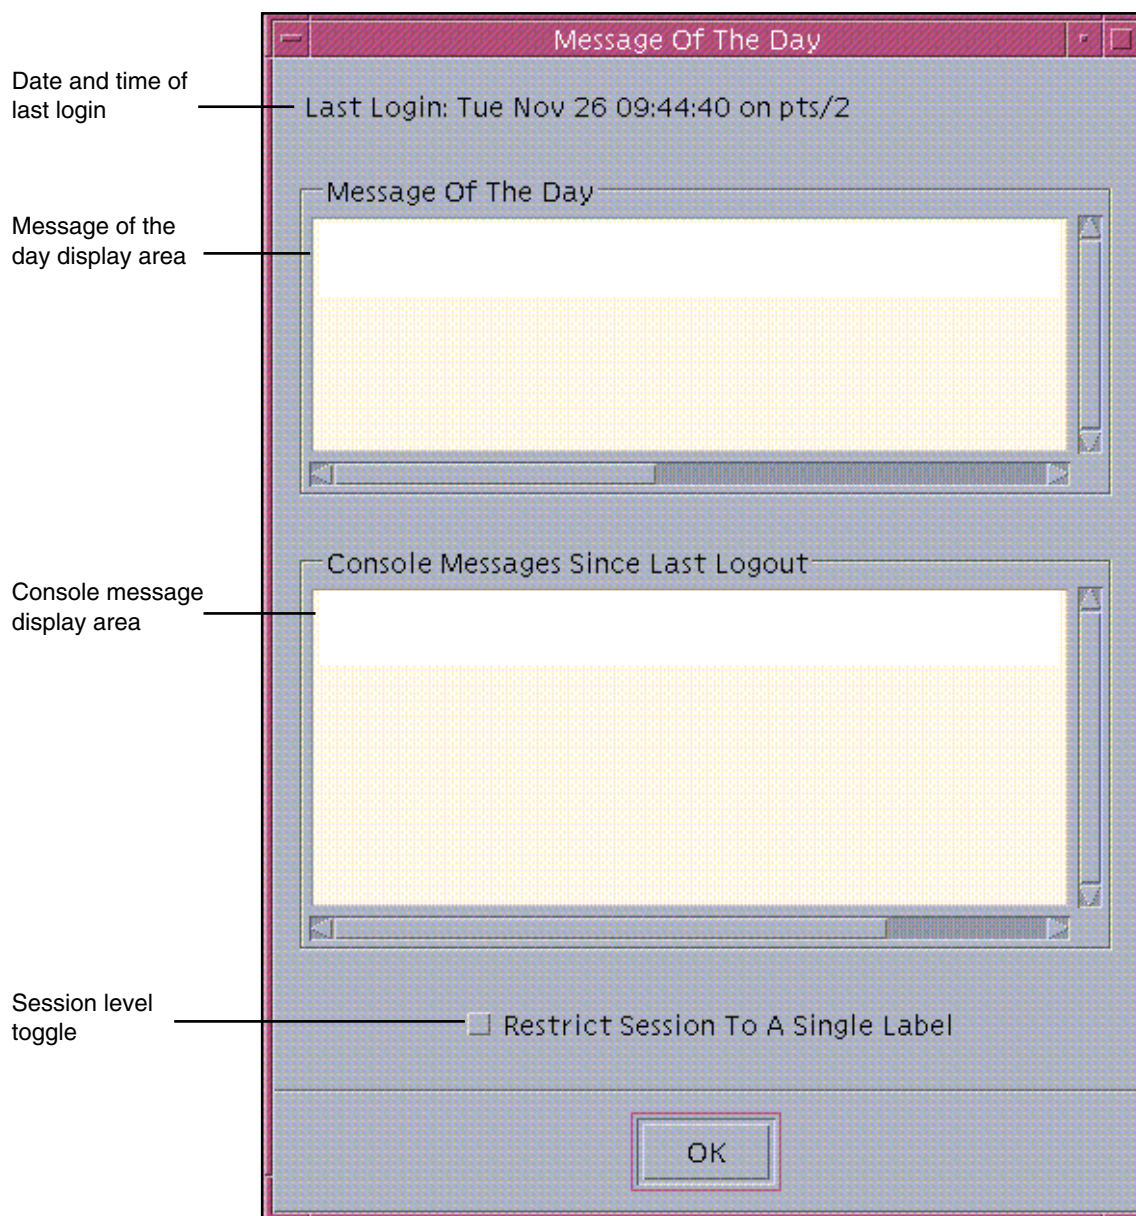 Message Of The Day
Date and time of
last login
Last Login: Tue Nov 26 09:44:40 on pts/2
Message Of The Day
Message of the
day display area
Console Messages Since Last Logout
Console message
display area
Session level
toggle
Restrict Session To A Single Label
OK